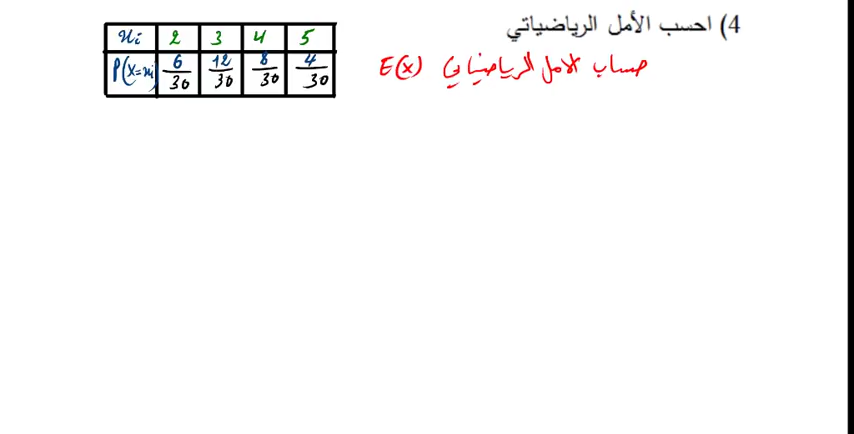 4) احسب الأمل الرياضياتي
حساب الامل الرياضياتي E(x)
xi 2 3 4 5
P(X=xi) 6/30 12/30 8/30 4/30